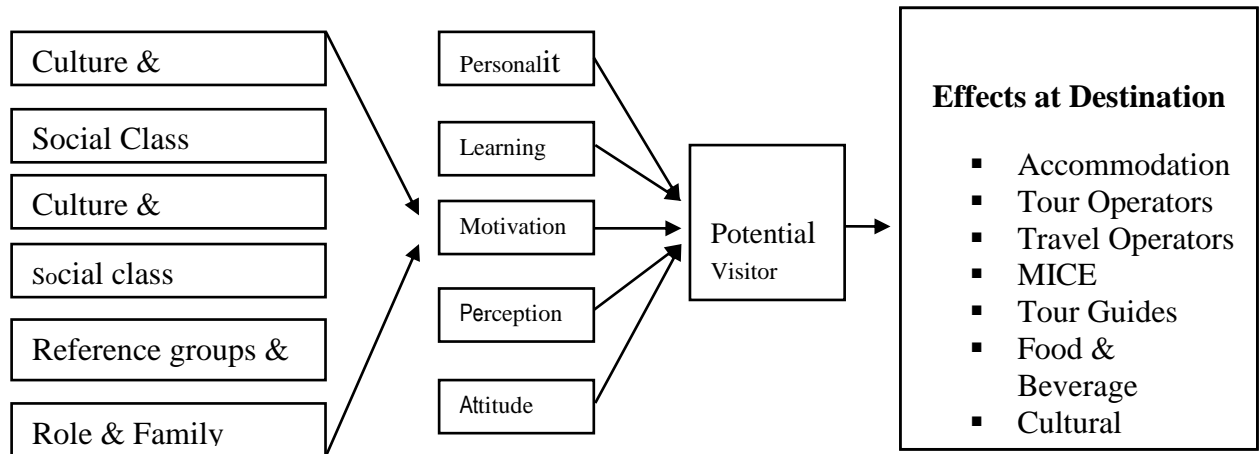 Culture &
Social Class
Culture &
Social class
Reference groups &
Role & Family
Personalit
Learning
Motivation
Perception
Attitude
Potential
Visitor
Effects at Destination
▪ Accommodation
▪ Tour Operators
▪ Travel Operators
▪ MICE
▪ Tour Guides
▪ Food &
Beverage
▪ Cultural